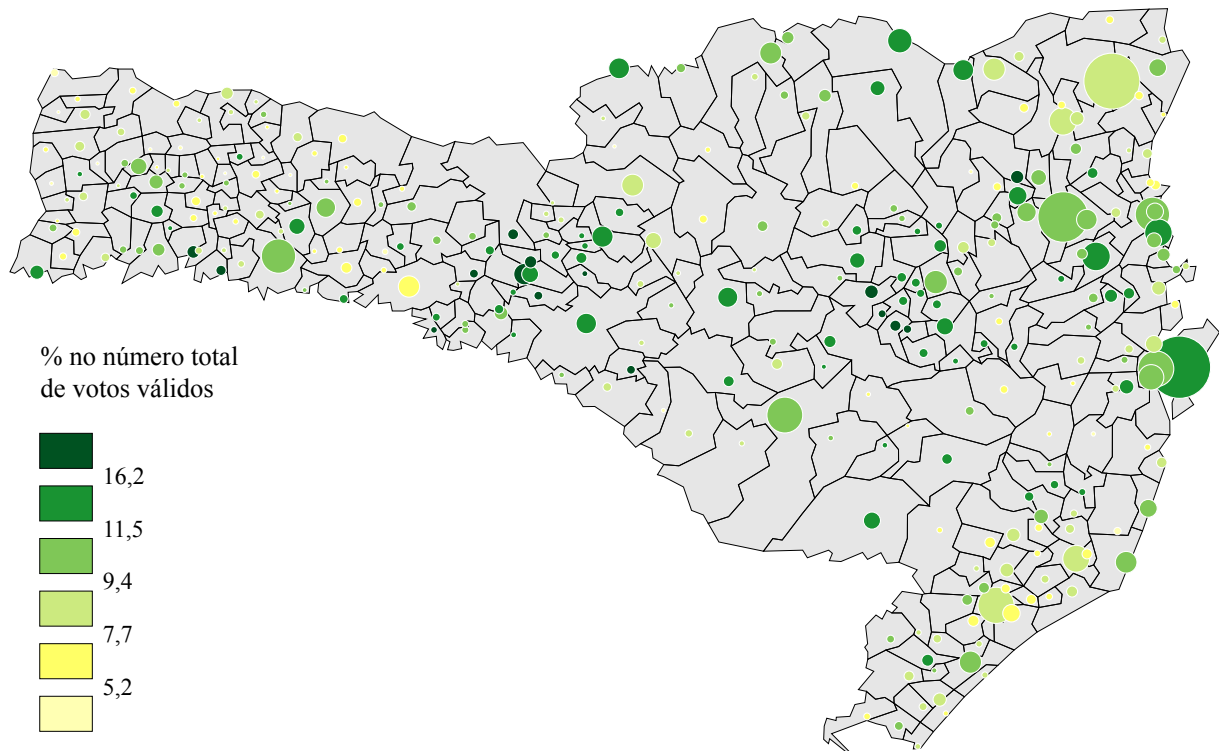 % no número total
de votos válidos
16,2
11,5
9,4
7,7
5,2